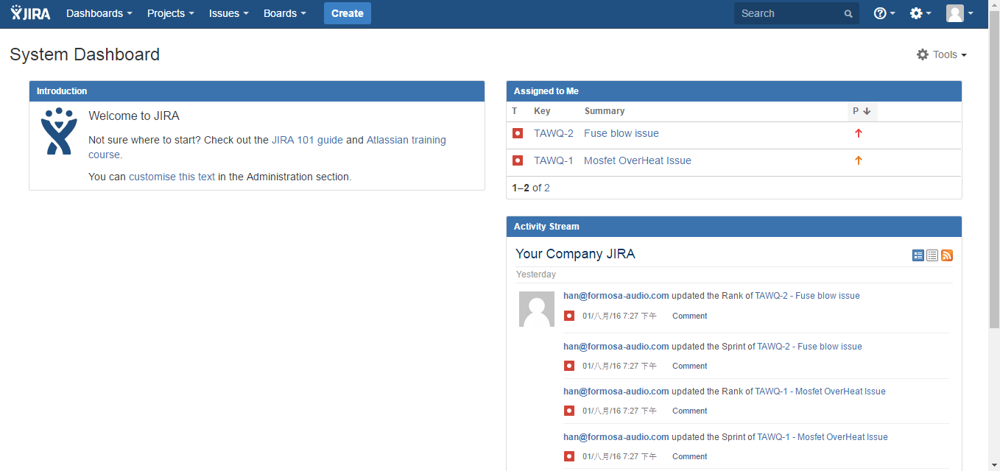 JIRA Dashboards Projects Issues Boards Create Search
System Dashboard
Tools
Introduction
Welcome to JIRA
Not sure where to start? Check out the JIRA 101 guide and Atlassian training
course.
You can customise this text in the Administration section.
Assigned to Me
T Key Summary P
TAWQ-2 Fuse blow issue
TAWQ-1 Mosfet OverHeat Issue
1–2 of 2
Activity Stream
Your Company JIRA
Yesterday
han@formosa-audio.com updated the Rank of TAWQ-2 - Fuse blow issue
01/八月/16 7:27 下午 Comment
han@formosa-audio.com updated the Sprint of TAWQ-2 - Fuse blow issue
01/八月/16 7:27 下午 Comment
han@formosa-audio.com updated the Rank of TAWQ-1 - Mosfet OverHeat Issue
01/八月/16 7:27 下午 Comment
han@formosa-audio.com updated the Sprint of TAWQ-1 - Mosfet OverHeat Issue
01/八月/16 7:27 下午 Comment